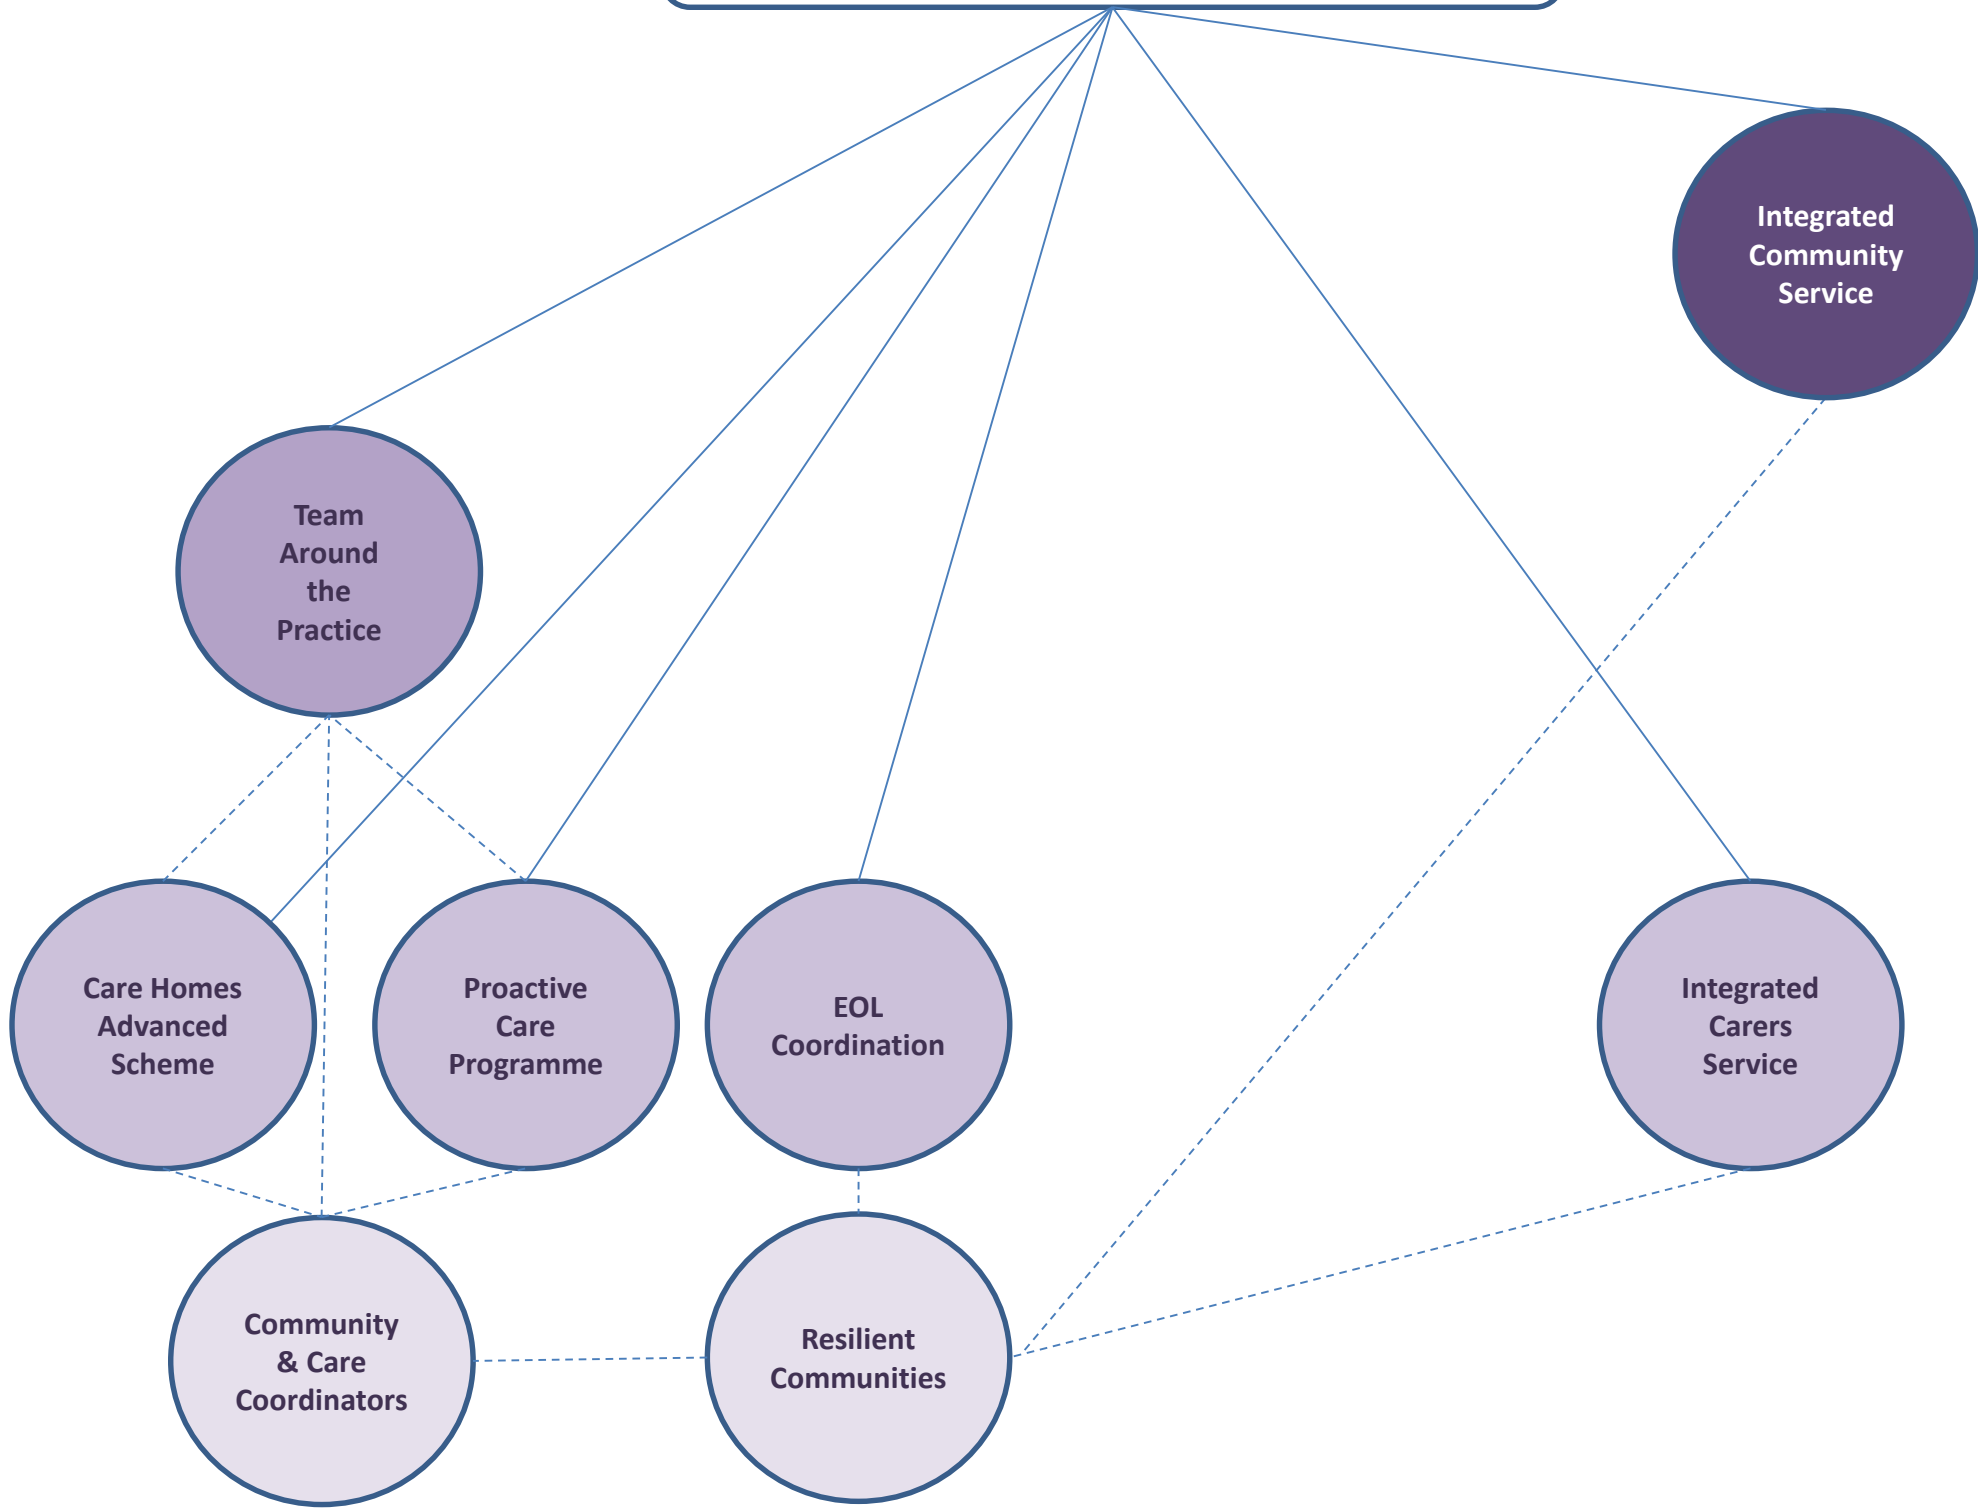 Integrated
Community
Service
Team
Around
the
Practice
Care Homes
Advanced
Scheme
Proactive
Care
Programme
EOL
Coordination
Integrated
Carers
Service
Community
& Care
Coordinators
Resilient
Communities